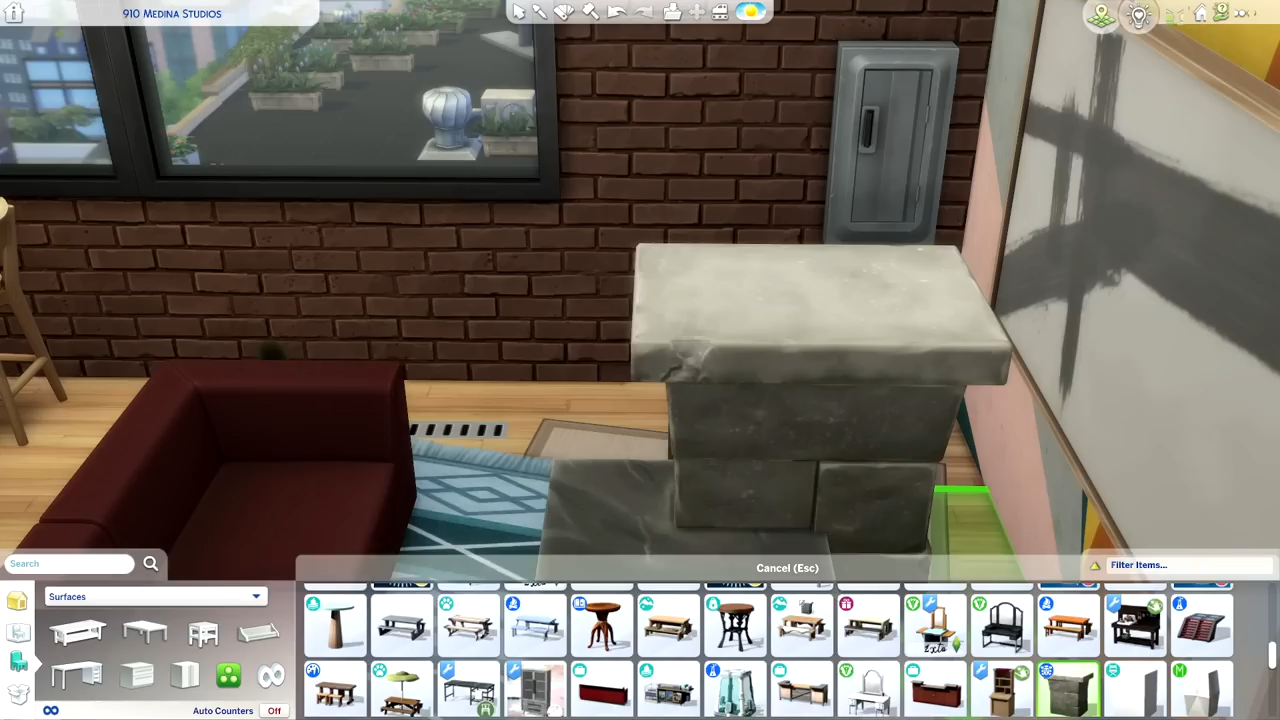 910 Medina Studios
Search
Cancel (Esc)
Filter Items...
Surfaces
Auto Counters
Off